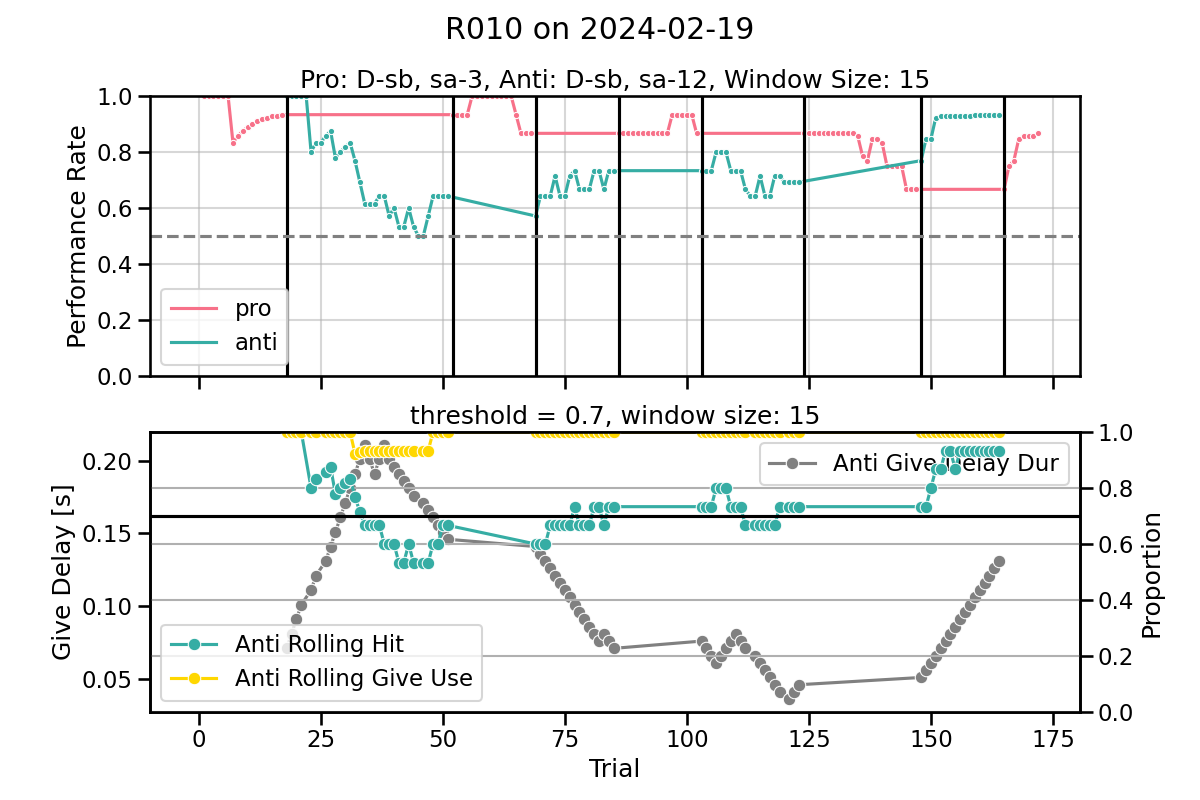 R010 on 2024-02-19
Pro: D-sb, sa-3, Anti: D-sb, sa-12, Window Size: 15
Performance Rate
1.0
0.8
0.6
0.4
0.2
0.0
pro
anti
threshold = 0.7, window size: 15
Give Delay [s]
0.20
0.15
0.10
0.05
Anti Give Delay Dur
Anti Rolling Hit
Anti Rolling Give Use
1.0
0.8
0.6
0.4
0.2
0.0
Proportion
0 25 50 75 100 125 150 175
Trial